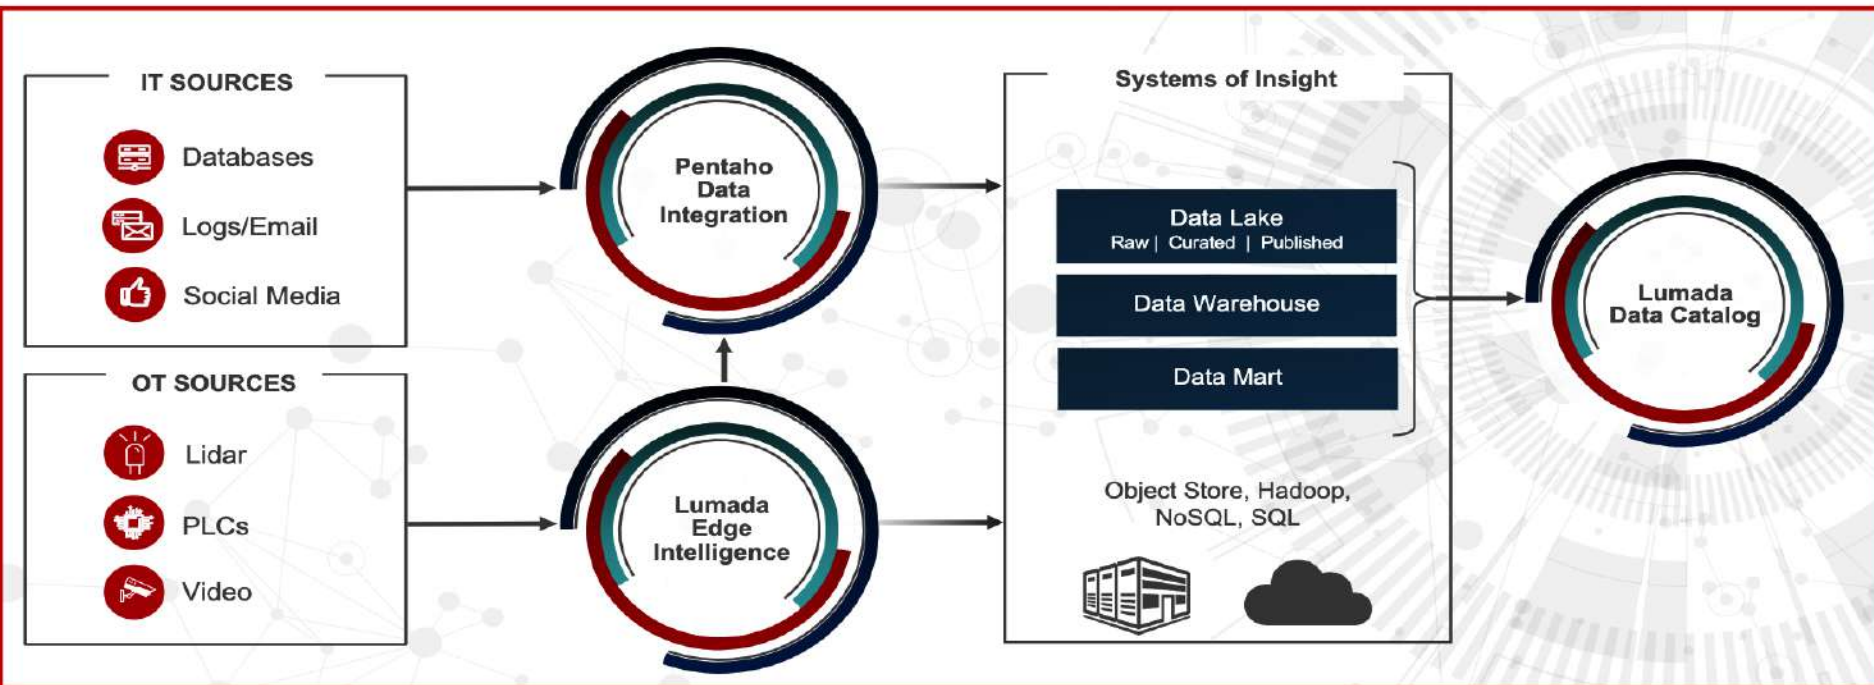 IT SOURCES
Databases
Logs/Email
Social Media
OT SOURCES
Lidar
PLCs
Video
Pentaho
Data
Integration
Lumada
Edge
Intelligence
Systems of Insight
Data Lake
Raw | Curated | Published
Data Warehouse
Data Mart
Object Store, Hadoop,
NoSQL, SQL
Lumada
Data Catalog